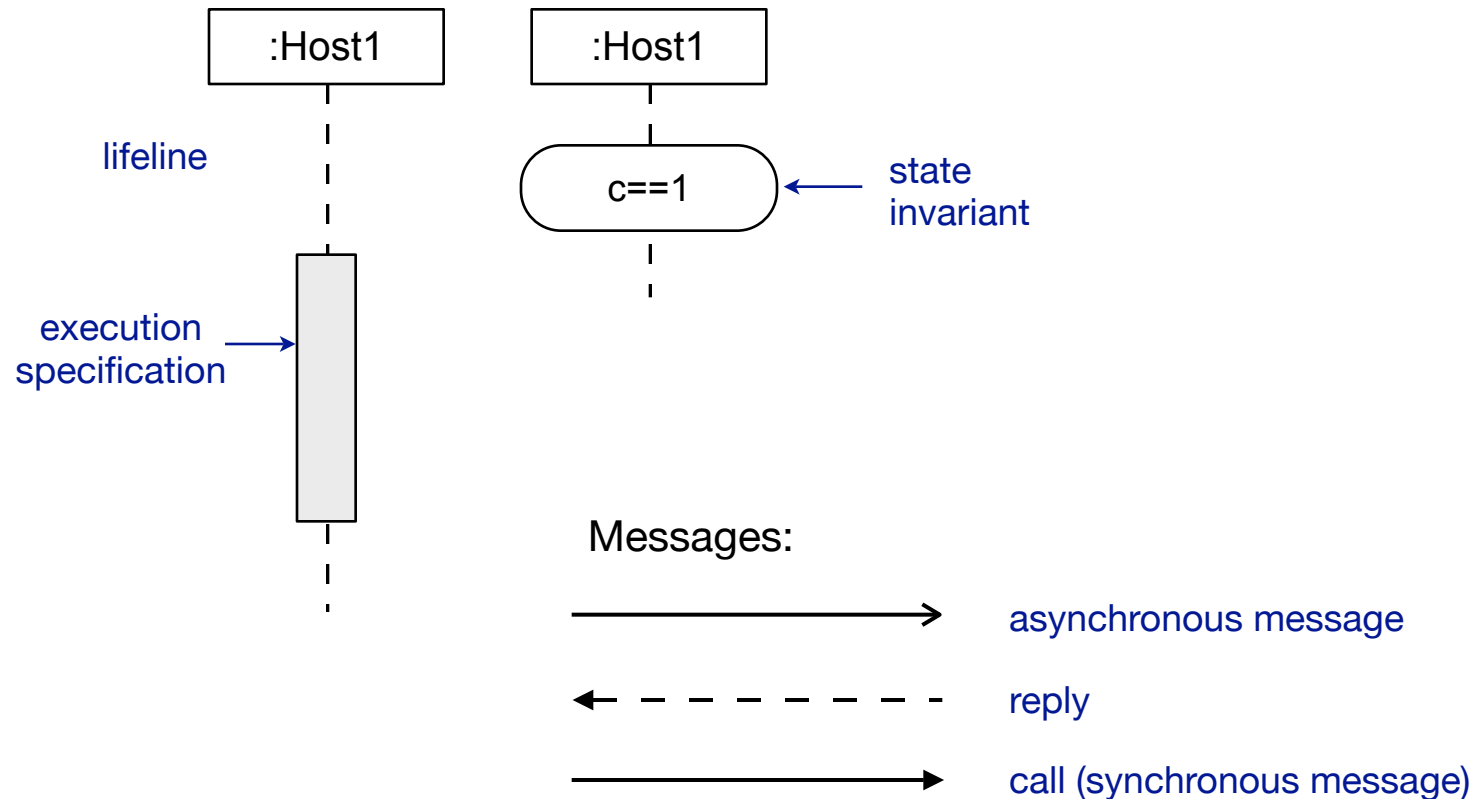 :Host1
:Host1
lifeline
c==1
state
invariant
execution
specification
Messages:
asynchronous message
reply
call (synchronous message)